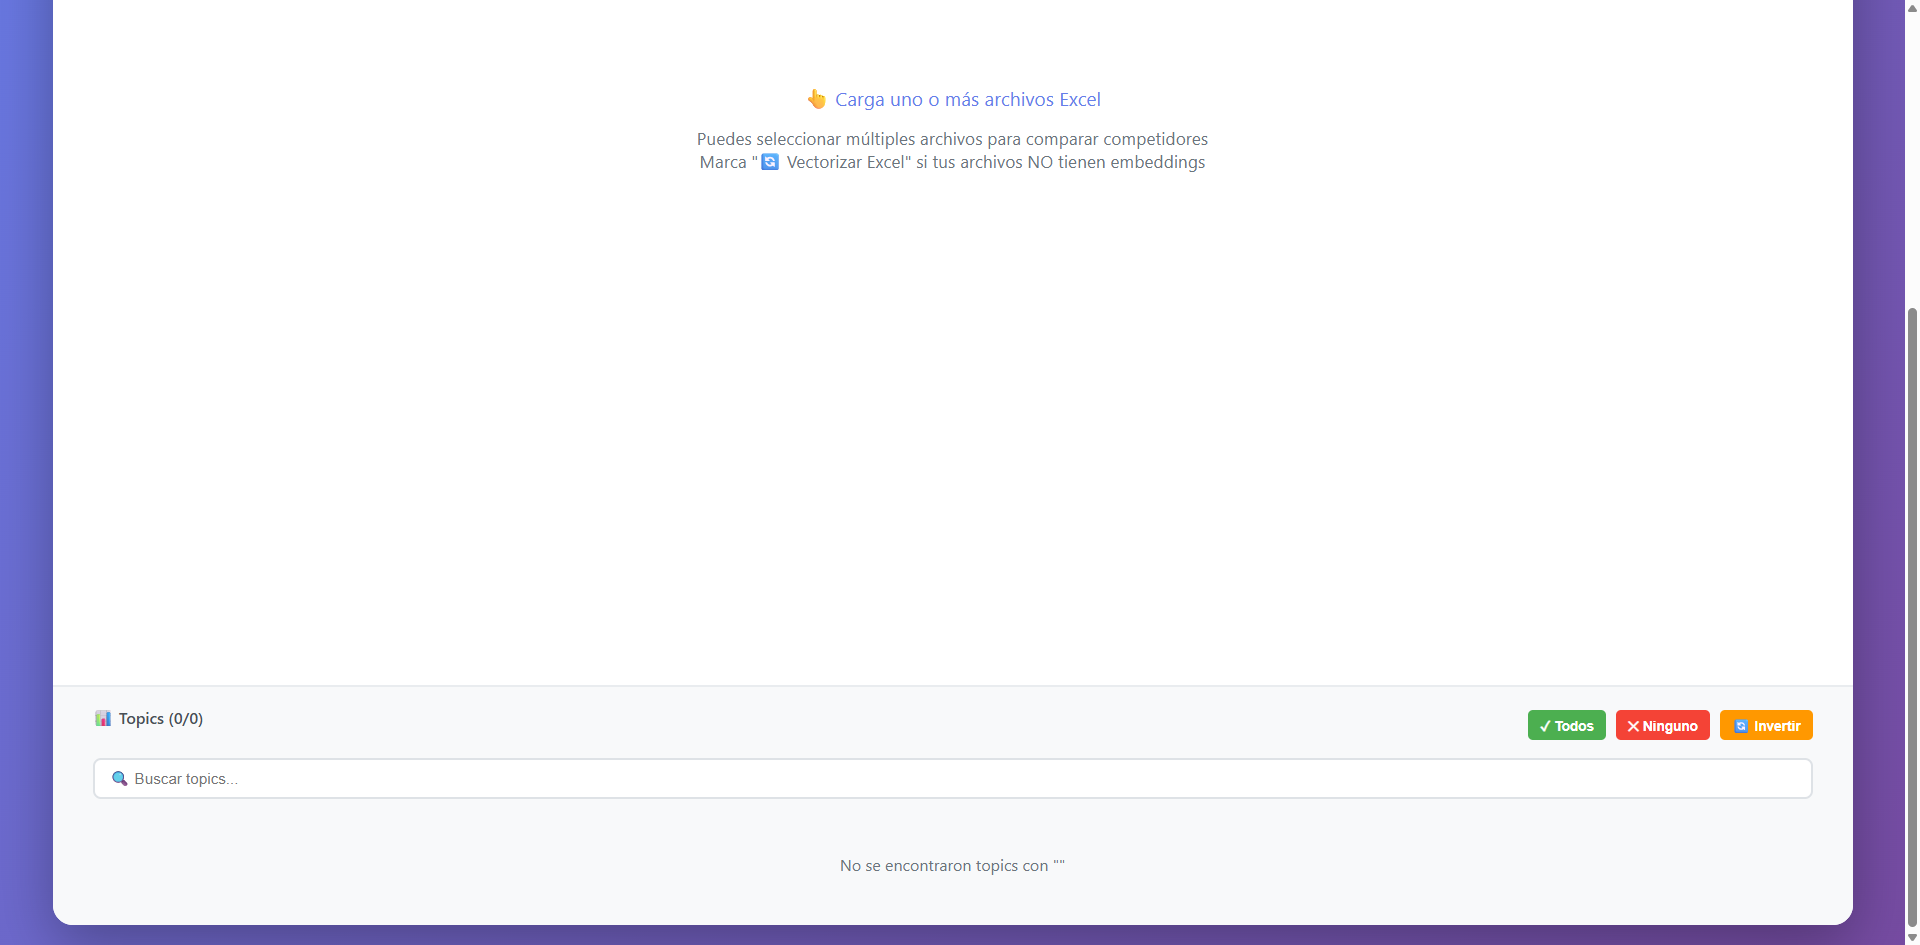 👆 Carga uno o más archivos Excel
Puedes seleccionar múltiples archivos para comparar competidores
Marca "🔄 Vectorizar Excel" si tus archivos NO tienen embeddings
📊 Topics (0/0)
✓ Todos
❌ Ninguno
🔄 Invertir
🔍 Buscar topics...
No se encontraron topics con ""